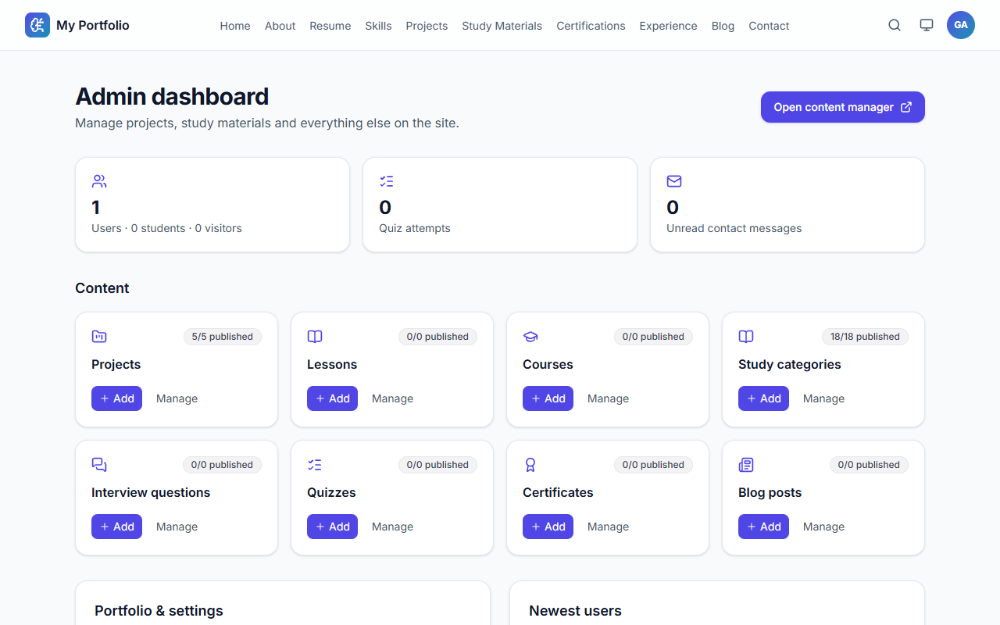 My Portfolio
Home About Resume Skills Projects Study Materials Certifications Experience Blog Contact
GA
Admin dashboard
Manage projects, study materials and everything else on the site.
Open content manager
1
Users · 0 students · 0 visitors
0
Quiz attempts
0
Unread contact messages
Content
5/5 published
Projects
+ Add Manage
0/0 published
Lessons
+ Add Manage
0/0 published
Courses
+ Add Manage
18/18 published
Study categories
+ Add Manage
0/0 published
Interview questions
+ Add Manage
0/0 published
Quizzes
+ Add Manage
0/0 published
Certificates
+ Add Manage
0/0 published
Blog posts
+ Add Manage
Portfolio & settings
Newest users